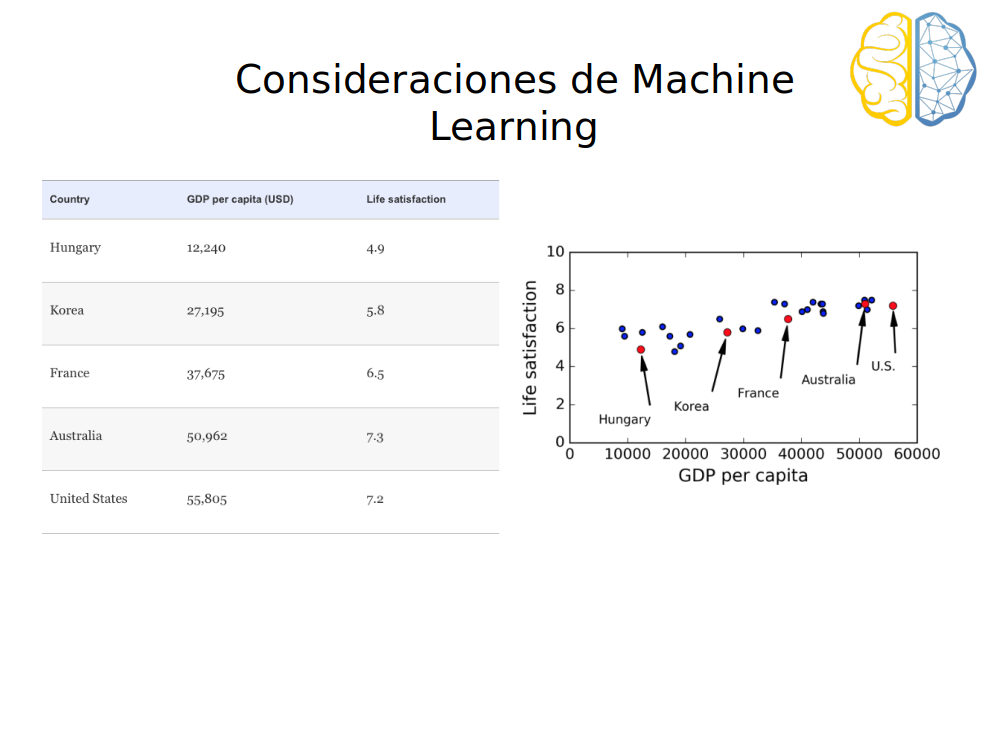 Consideraciones de Machine
Learning
Country GDP per capita (USD) Life satisfaction
Hungary 12,240 4.9
Korea 27,195 5.8
France 37,675 6.5
Australia 50,962 7.3
United States 55,805 7.2
Life satisfaction
10
8
6
4
2
0
Hungary
Korea
France
Australia
U.S.
0 10000 20000 30000 40000 50000 60000
GDP per capita